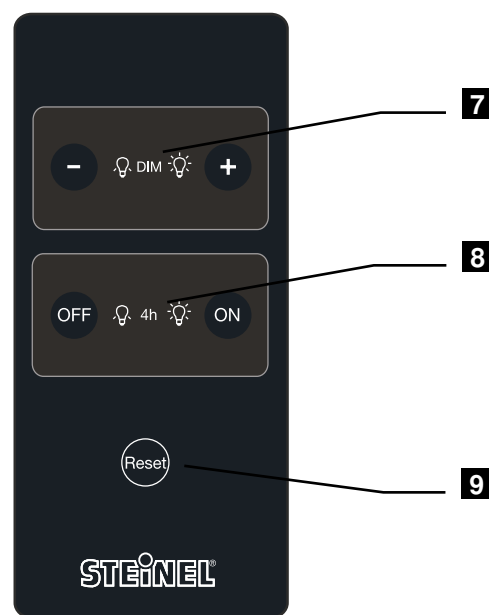 7
- DIM +
8
OFF 4h ON
Reset
9
STEINEL®